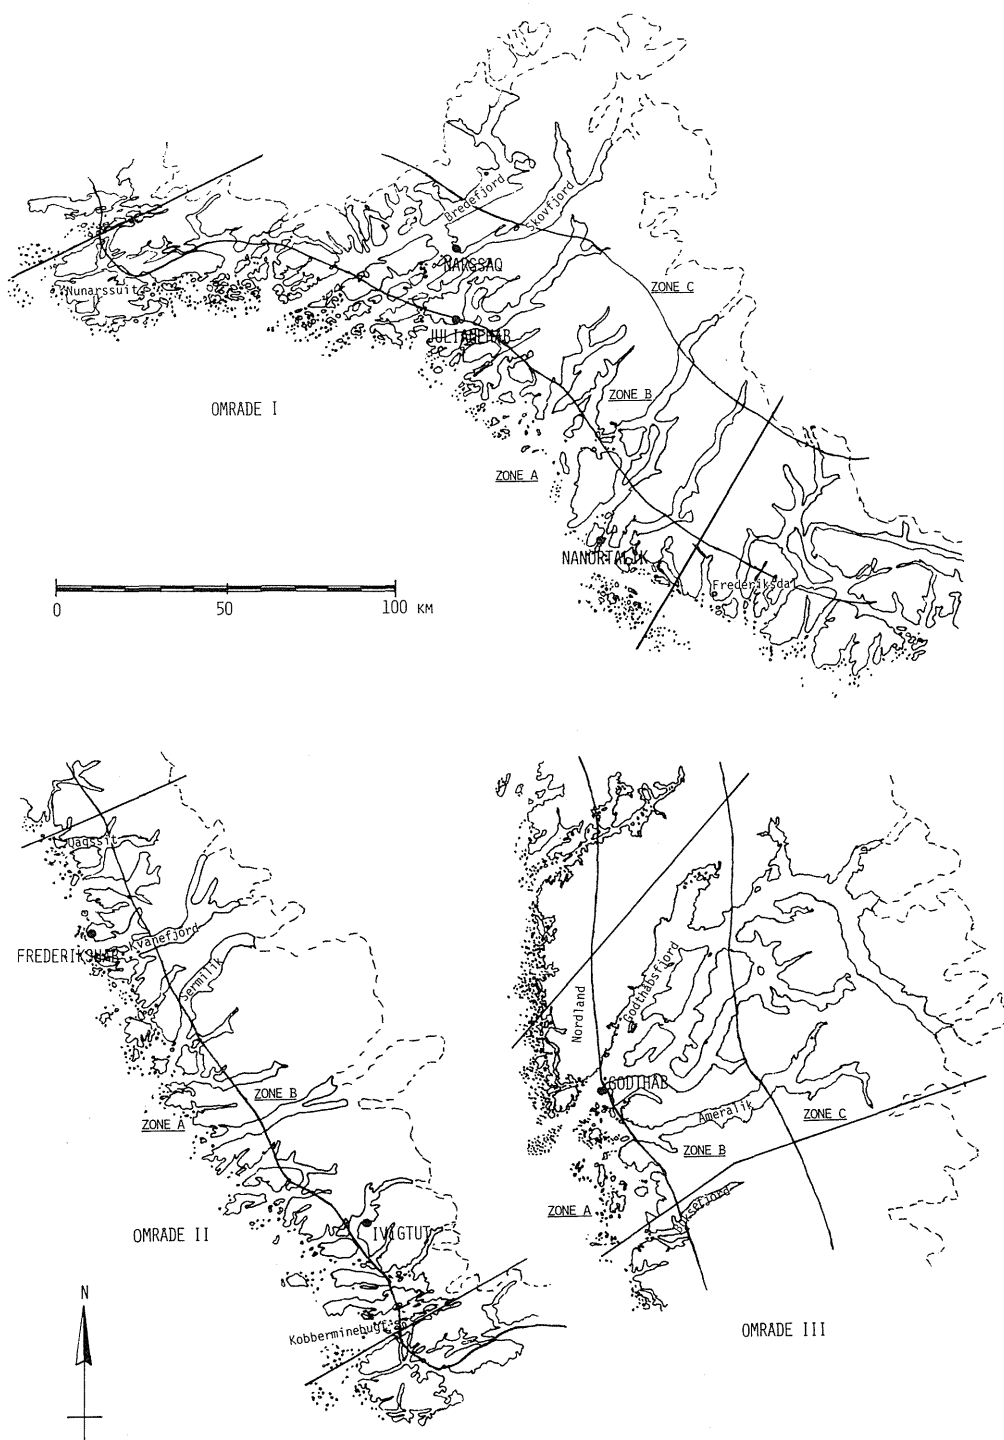 Bredefjord
Skovfjord
NARSSAQ
ZONE C
Nunarssuit
JULIANEHÅB
ZONE B
OMRADE I
ZONE A
NANORTALIK
Frederiksdal
0 50 100 KM
Qagssit
Kvanefjord
FREDERIKSHÅB
Sermilik
Nordland
Godthåbsfjord
GODTHÅB
ZONE B
Ameralik
ZONE C
ZONE A
ZONE B
ZONE A
Buksefjord
OMRADE II
IVIGTUT
N
Kobberminebugten
OMRADE III